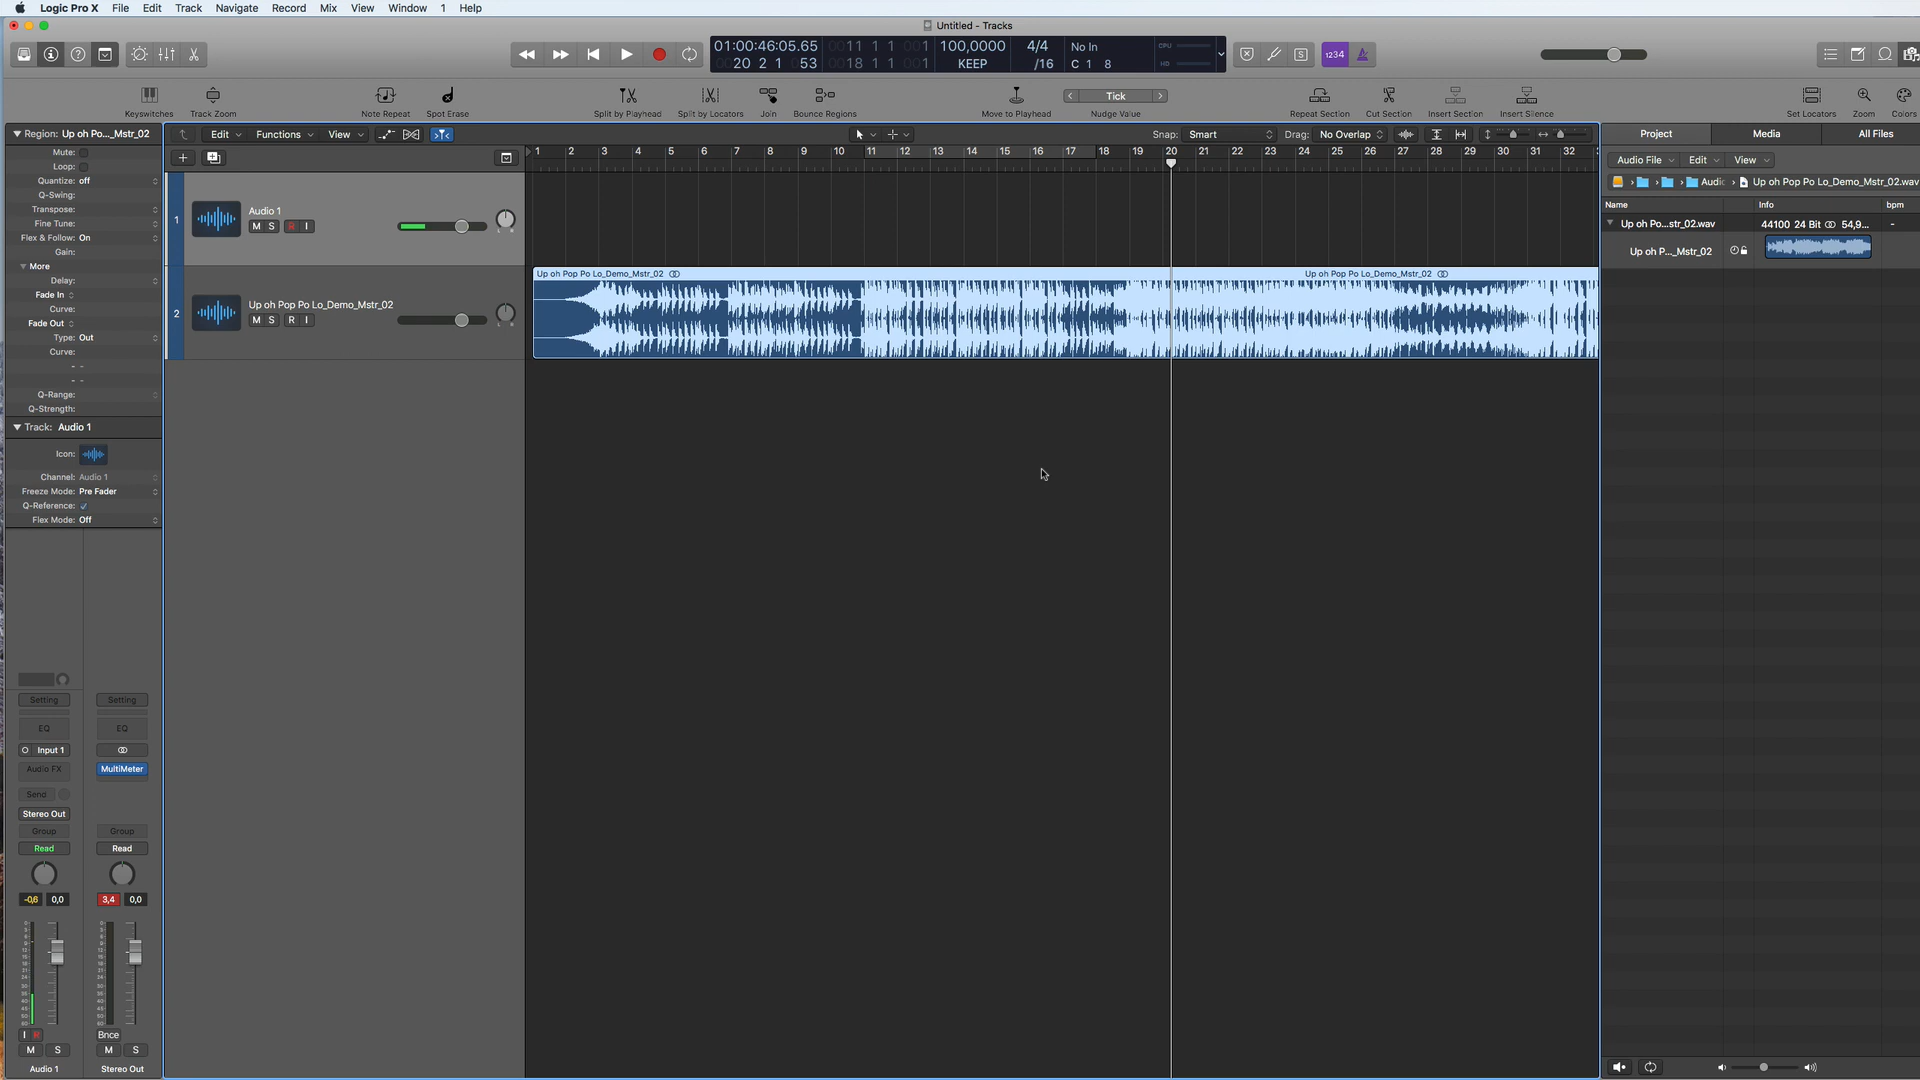 Logic Pro X File Edit Track Navigate Record Mix View Window 1 Help
Untitled - Tracks
01:00:46:05.65 0011 1 1 001 100,0000 4/4 No In CPU
0020 2 1 053 0018 1 1 001 KEEP /16 C 1 8 HD
1234
Keyswitches Track Zoom Note Repeat Spot Erase Split by Playhead Split by Locators Join Bounce Regions Move to Playhead Tick Nudge Value Repeat Section Cut Section Insert Section Insert Silence Set Locators Zoom Colors
Region: Up oh Po..._Mstr_02
Edit Functions View Snap: Smart Drag: No Overlap
Project Media All Files
1 2 3 4 5 6 7 8 9 10 11 12 13 14 15 16 17 18 19 20 21 22 23 24 25 26 27 28 29 30 31 32
Audio File Edit View
Audio Up oh Pop Po Lo_Demo_Mstr_02.wav
Name Info bpm
Up oh Po...str_02.wav 44100 24 Bit 54,9... -
Up oh P..._Mstr_02
Mute:
Loop:
Quantize: off
Q-Swing:
Transpose:
Fine Tune:
Flex & Follow: On
Gain:
More
Delay:
Fade In
Curve:
Fade Out
Type: Out
Curve:
- -
- -
Q-Range:
Q-Strength:
1 Audio 1
M S R I
L R
2 Up oh Pop Po Lo_Demo_Mstr_02
M S R I
L R
Up oh Pop Po Lo_Demo_Mstr_02 Up oh Pop Po Lo_Demo_Mstr_02
Track: Audio 1
Icon:
Channel: Audio 1
Freeze Mode: Pre Fader
Q-Reference:
Flex Mode: Off
Setting Setting
EQ EQ
Input 1
Audio FX MultiMeter
Send
Stereo Out
Group Group
Read Read
-0,6 0,0 3,4 0,0
I R Bnce
M S M S
Audio 1 Stereo Out